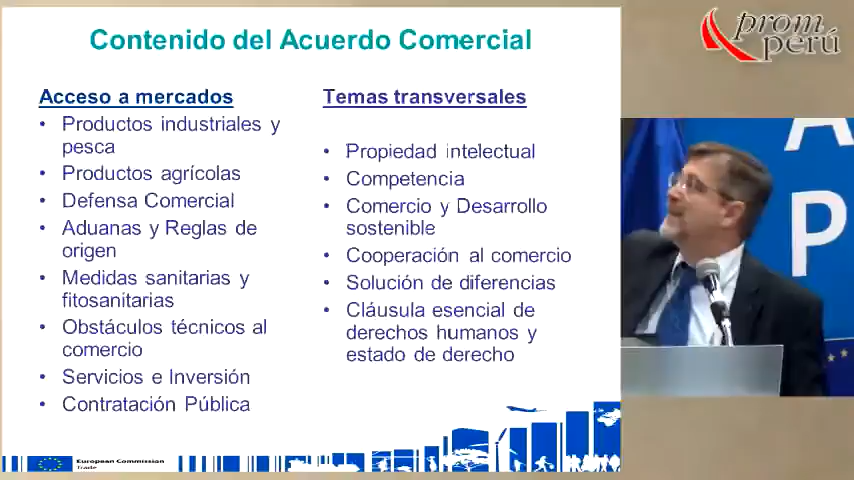 Contenido del Acuerdo Comercial
prom
perú
Acceso a mercados
• Productos industriales y
pesca
• Productos agrícolas
• Defensa Comercial
• Aduanas y Reglas de
origen
• Medidas sanitarias y
fitosanitarias
• Obstáculos técnicos al
comercio
• Servicios e Inversión
• Contratación Pública
Temas transversales
• Propiedad intelectual
• Competencia
• Comercio y Desarrollo
sostenible
• Cooperación al comercio
• Solución de diferencias
• Cláusula esencial de
derechos humanos y
estado de derecho
A
P
European Commission
Trade